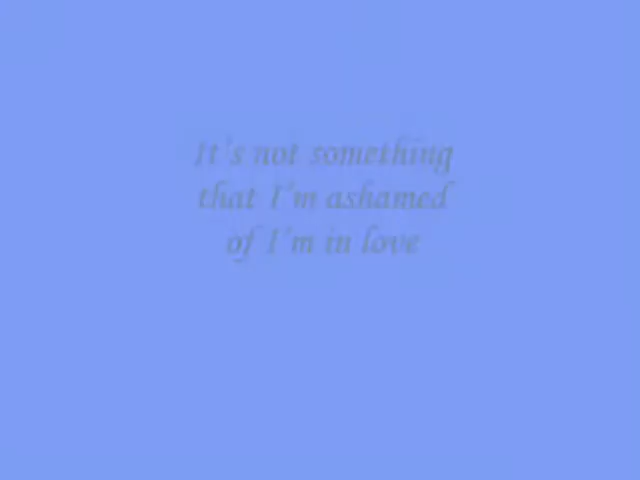 It's not something
that I'm ashamed
of I'm in love